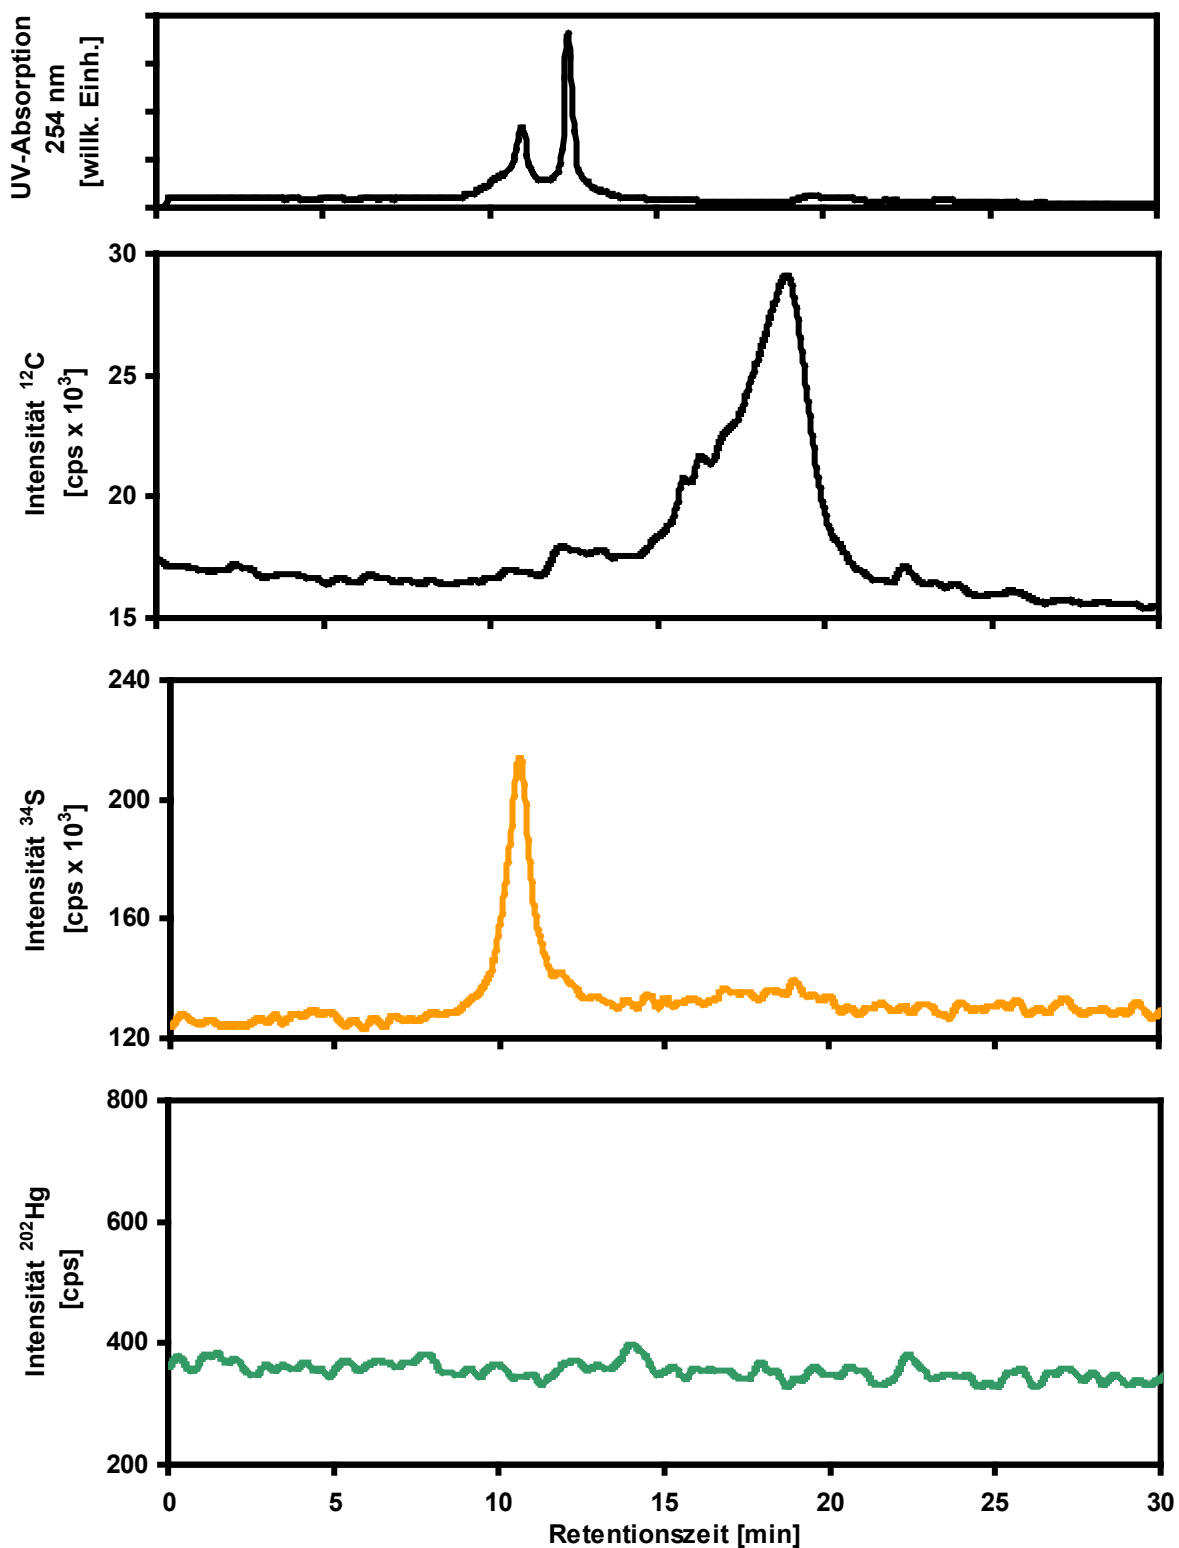 UV-Absorption
254 nm
[willk. Einh.]
30
25
20
15
Intensität ¹²C
[cps x 10³]
240
200
160
120
Intensität ³⁴S
[cps x 10³]
800
600
400
200
Intensität ²⁰²Hg
[cps]
0 5 10 15 20 25 30
Retentionszeit [min]